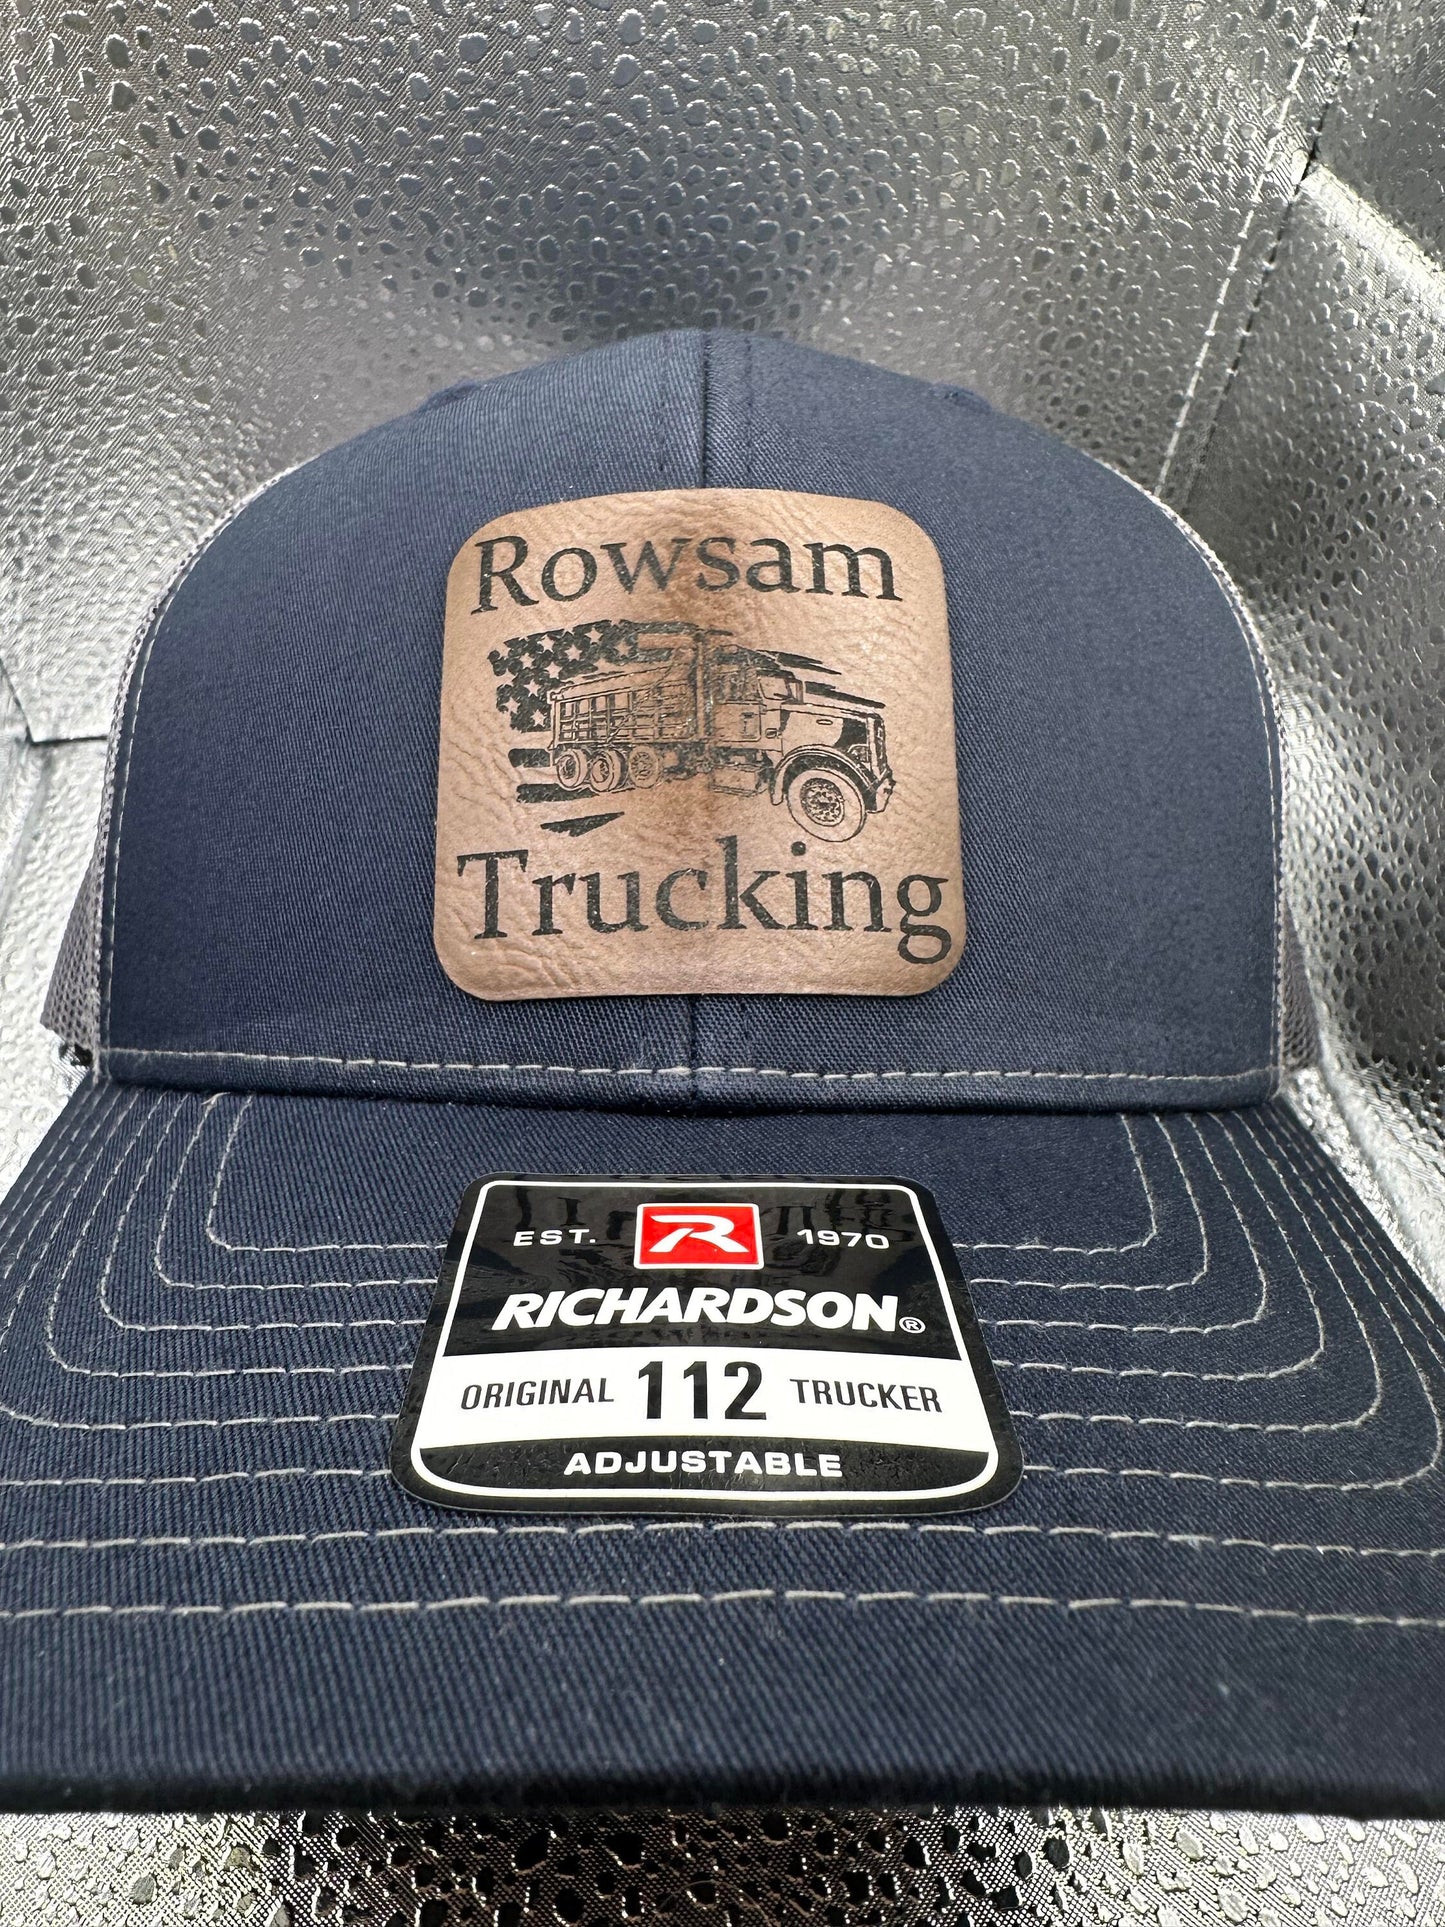 Rowsam
Trucking
EST. R 1970
RICHARDSON®
ORIGINAL 112 TRUCKER
ADJUSTABLE